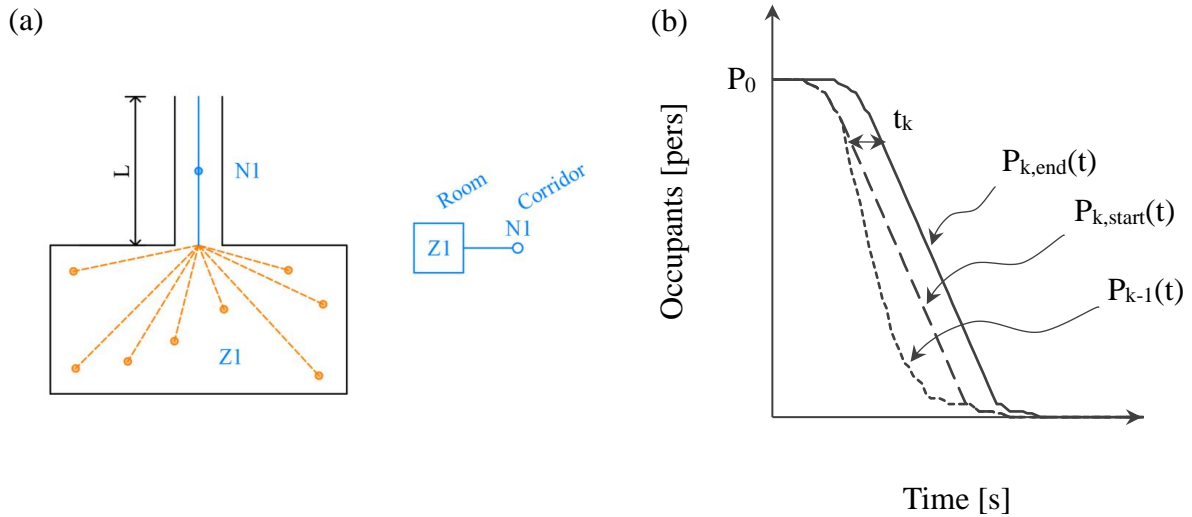 (a)
L
N1
Z1
Room
Corridor
Z1
N1
(b)
P₀
Occupants [pers]
tₖ
Pₖ,end(t)
Pₖ,start(t)
Pₖ₋₁(t)
Time [s]